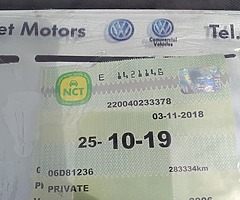 et Motors
Commercial
Vehicles
Tel.
E 1421146
NCT
220040233378
03-11-2018
25- 10-19
06D81236
283334km
PRIVATE